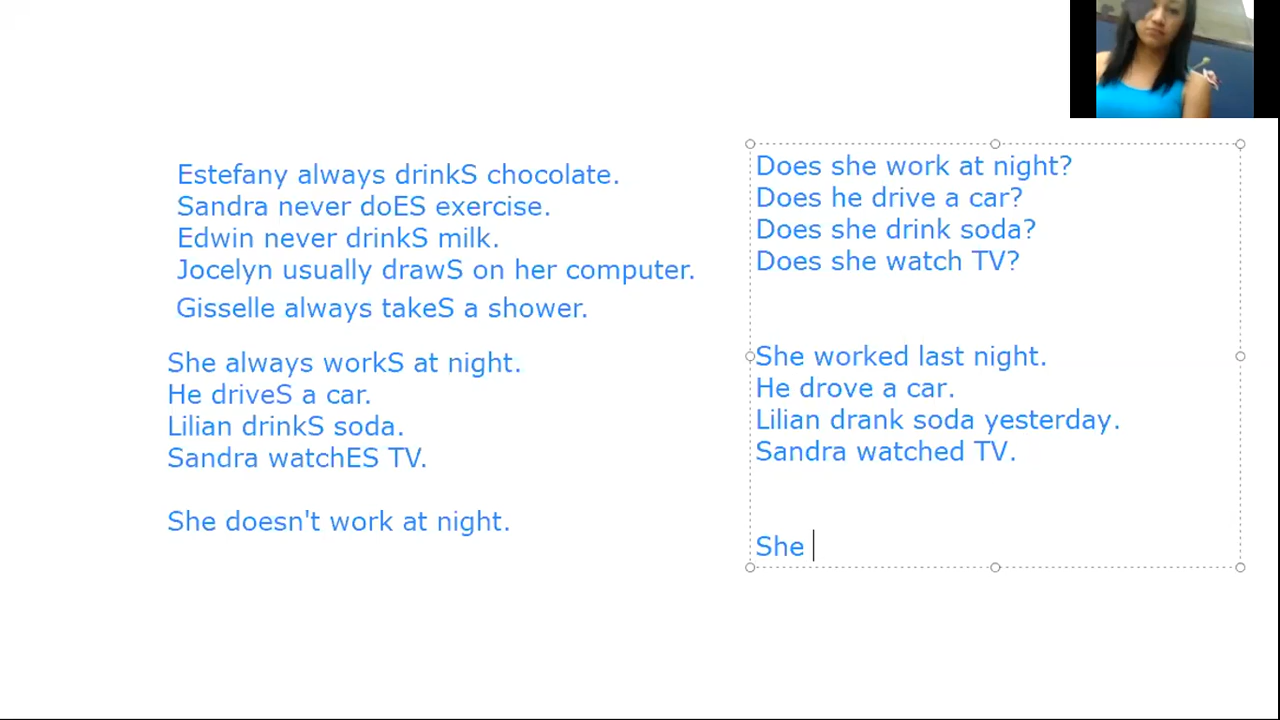 Estefany always drinkS chocolate.
Sandra never doES exercise.
Edwin never drinkS milk.
Jocelyn usually drawS on her computer.
Gisselle always takeS a shower.
She always workS at night.
He driveS a car.
Lilian drinkS soda.
Sandra watchES TV.
She doesn't work at night.
Does she work at night?
Does he drive a car?
Does she drink soda?
Does she watch TV?
She worked last night.
He drove a car.
Lilian drank soda yesterday.
Sandra watched TV.
She